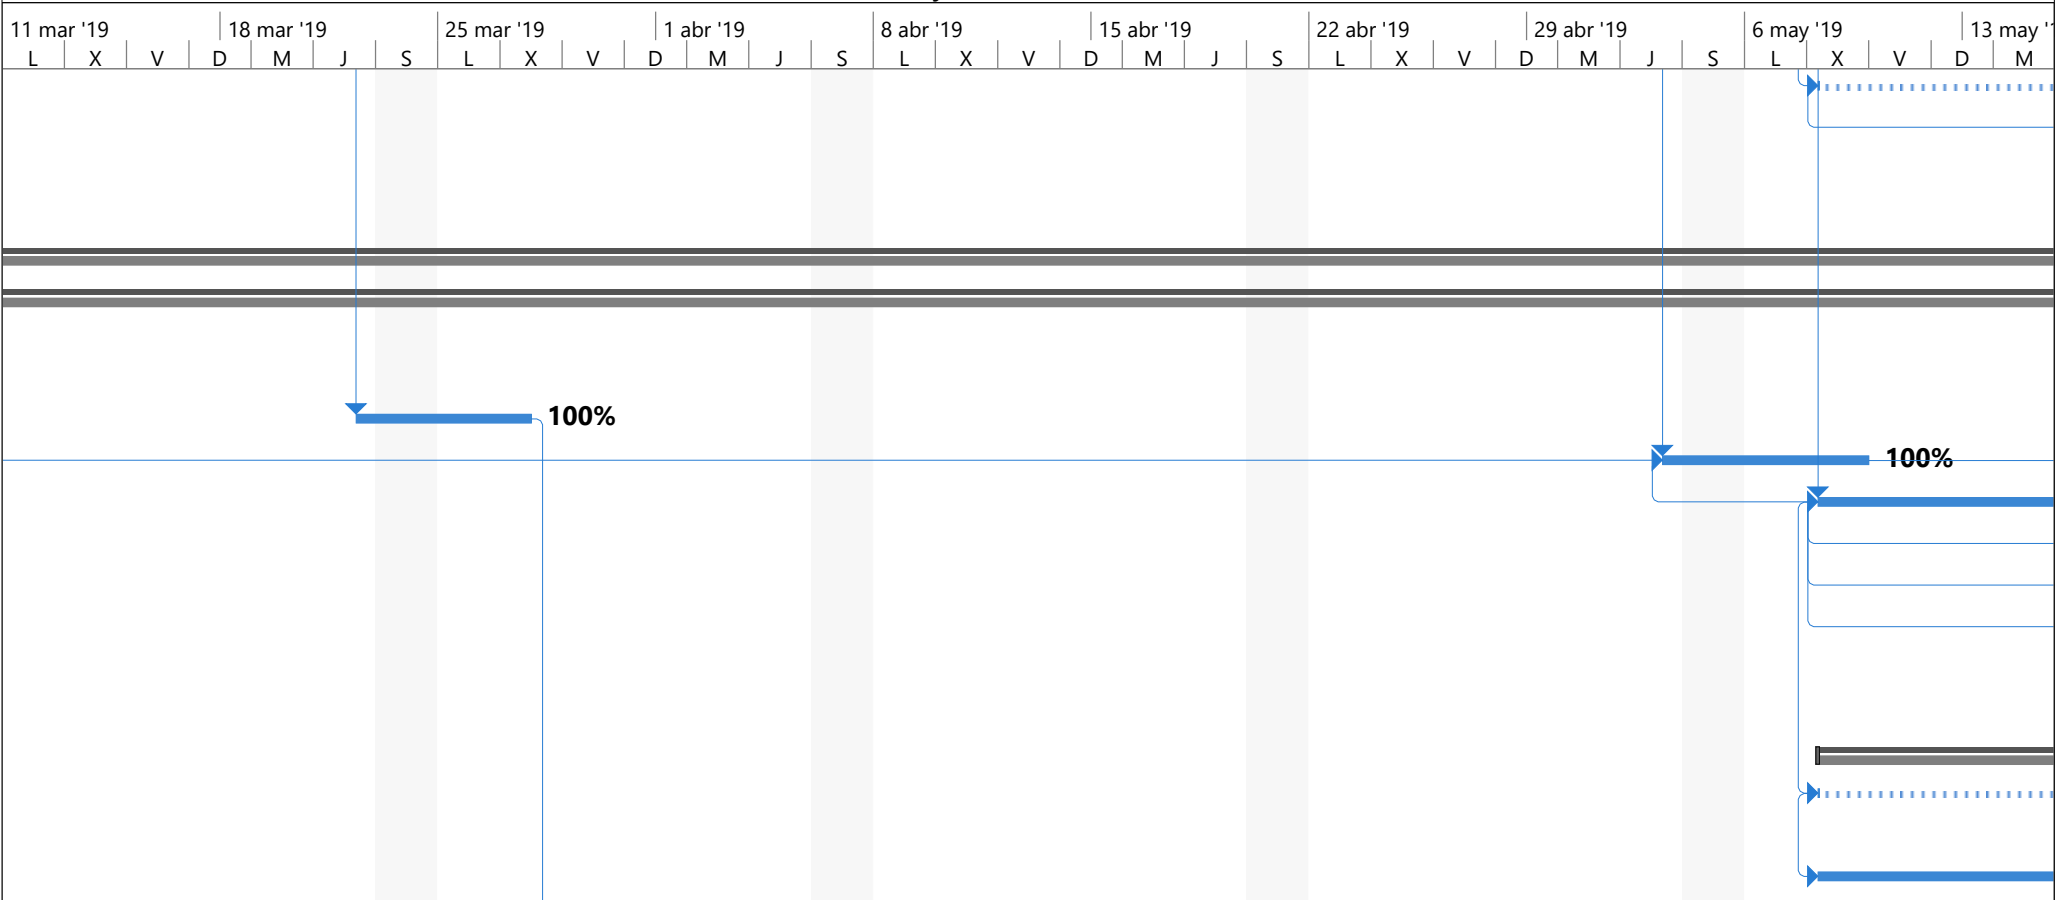 11 mar '19 18 mar '19 25 mar '19 1 abr '19 8 abr '19 15 abr '19 22 abr '19 29 abr '19 6 may '19 13 may '
L X V D M J S L X V D M J S L X V D M J S L X V D M J S L X V D M
100%
100%